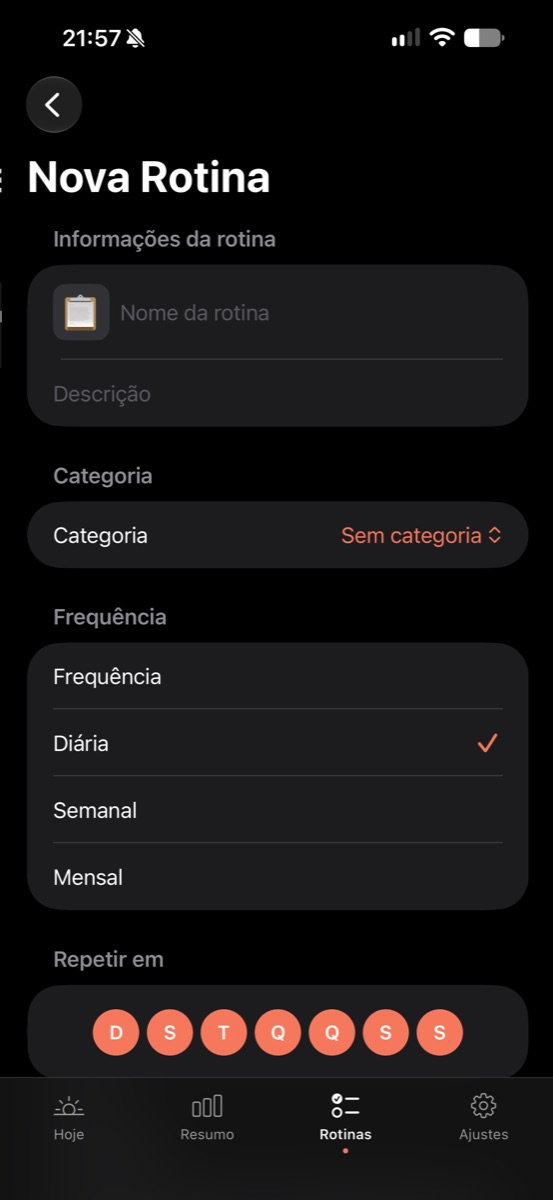 21:57
Nova Rotina
Informações da rotina
Nome da rotina
Descrição
Categoria
Categoria Sem categoria
Frequência
Frequência
Diária
Semanal
Mensal
Repetir em
D S T Q Q S S
Hoje Resumo Rotinas Ajustes